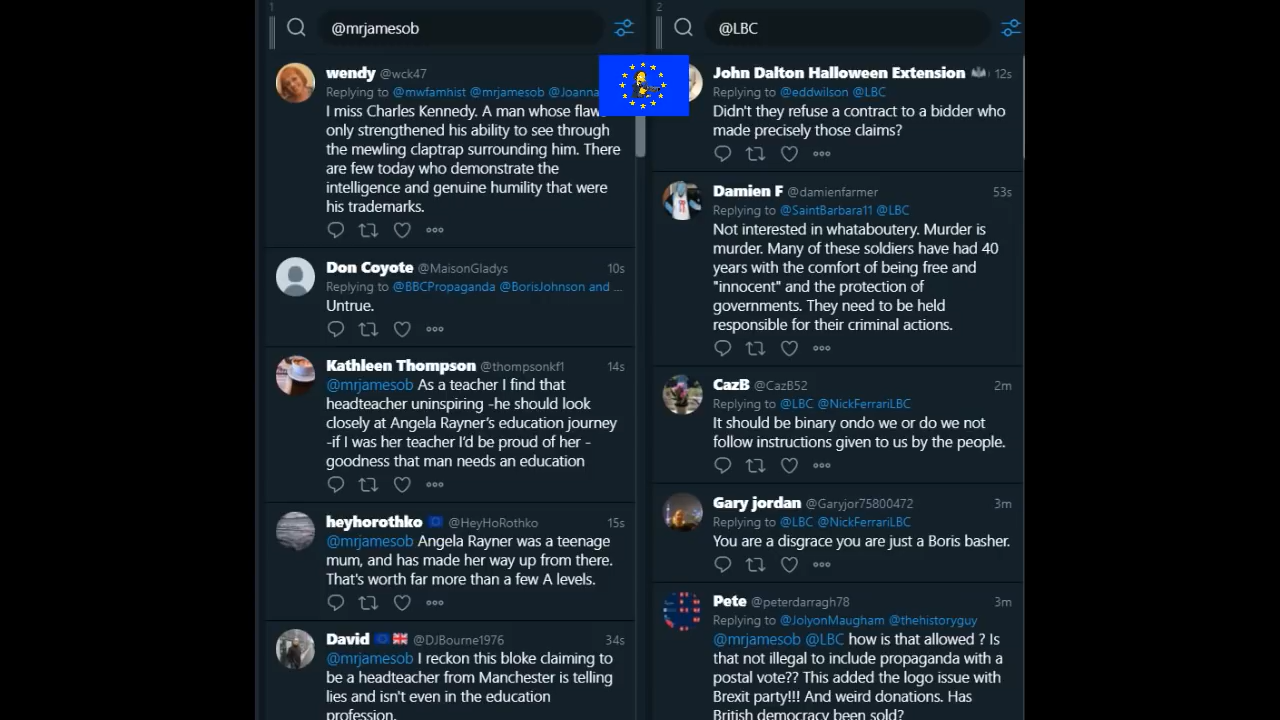 1
@mrjamesob
wendy @wck47
Replying to @mwfamhist @mrjamesob @Joanna
I miss Charles Kennedy. A man whose flaws
only strengthened his ability to see through
the mewling claptrap surrounding him. There
are few today who demonstrate the
intelligence and genuine humility that were
his trademarks.
Don Coyote @MaisonGladys 10s
Replying to @BBCPropaganda @BorisJohnson and ...
Untrue.
Kathleen Thompson @thompsonkf1 14s
@mrjamesob As a teacher I find that
headteacher uninspiring -he should look
closely at Angela Rayner's education journey
-if I was her teacher I'd be proud of her -
goodness that man needs an education
heyhorothko @HeyHoRothko 15s
@mrjamesob Angela Rayner was a teenage
mum, and has made her way up from there.
That's worth far more than a few A levels.
David @DJBourne1976 34s
@mrjamesob I reckon this bloke claiming to
be a headteacher from Manchester is telling
lies and isn't even in the education
profession.
2
@LBC
John Dalton Halloween Extension 12s
Replying to @eddwilson @LBC
Didn't they refuse a contract to a bidder who
made precisely those claims?
Damien F @damienfarmer 53s
Replying to @SaintBarbara11 @LBC
Not interested in whataboutery. Murder is
murder. Many of these soldiers have had 40
years with the comfort of being free and
"innocent" and the protection of
governments. They need to be held
responsible for their criminal actions.
CazB @CazB52 2m
Replying to @LBC @NickFerrariLBC
It should be binary ondo we or do we not
follow instructions given to us by the people.
Gary jordan @Garyjor75800472 3m
Replying to @LBC @NickFerrariLBC
You are a disgrace you are just a Boris basher.
Pete @peterdarragh78 3m
Replying to @JolyonMaugham @thehistoryguy
@mrjamesob @LBC how is that allowed ? Is
that not illegal to include propaganda with a
postal vote?? This added the logo issue with
Brexit party!!! And weird donations. Has
British democracy been sold?